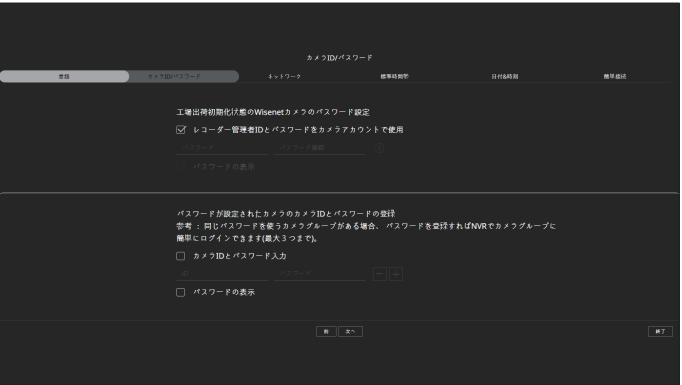 カメラID/パスワード
登録 カメラID/パスワード ネットワーク 標準時間帯 日付&時刻 簡単接続
工場出荷初期化状態のWisenetカメラのパスワード設定
レコーダー管理者IDとパスワードをカメラアカウントで使用
パスワード パスワード確認
パスワードの表示
パスワードが設定されたカメラのカメラIDとパスワードの登録
参考 : 同じパスワードを使うカメラグループがある場合、 パスワードを登録すればNVRでカメラグループに
簡単にログインできます(最大３つまで)。
カメラIDとパスワード入力
ID パスワード
パスワードの表示
前 次へ 終了